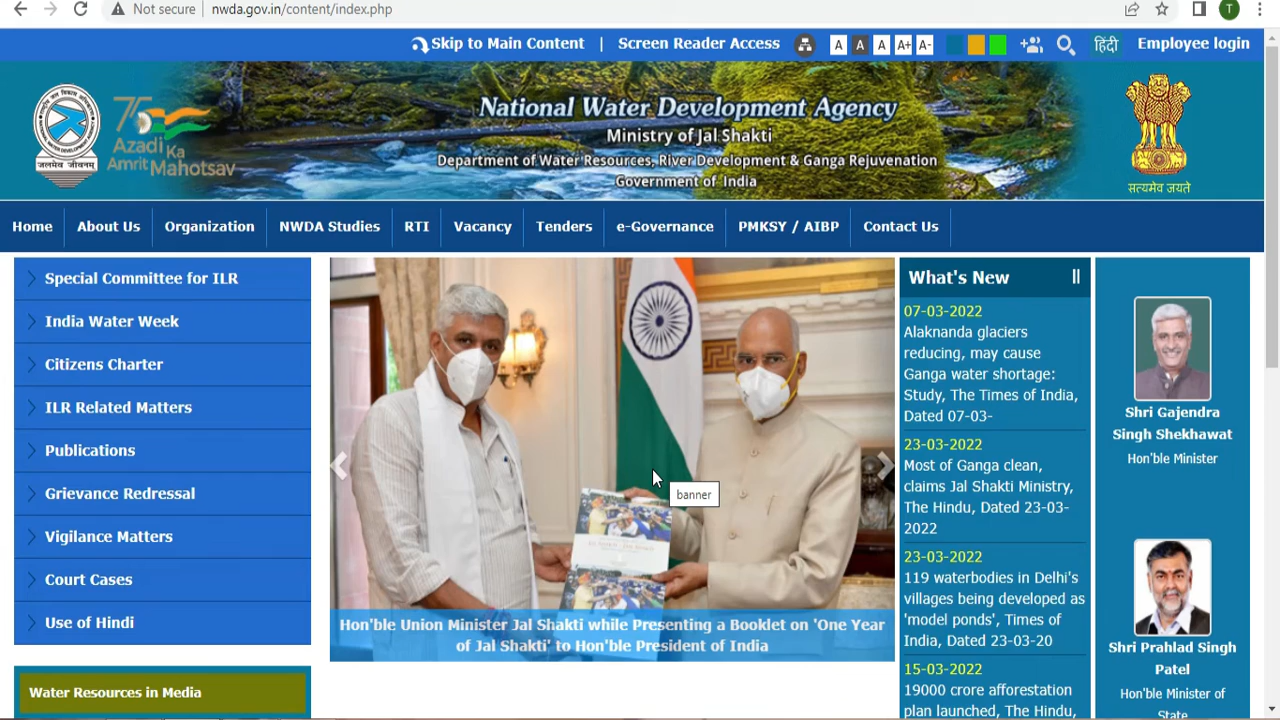 Not secure | nwda.gov.in/content/index.php
T
Skip to Main Content | Screen Reader Access A A A A+ A- हिंदी Employee login
जलमेव जीवनम्
75
Azadi Ka
Amrit Mahotsav
National Water Development Agency
Ministry of Jal Shakti
Department of Water Resources, River Development & Ganga Rejuvenation
Government of India
सत्यमेव जयते
Home About Us Organization NWDA Studies RTI Vacancy Tenders e-Governance PMKSY / AIBP Contact Us
Special Committee for ILR
India Water Week
Citizens Charter
ILR Related Matters
Publications
Grievance Redressal
Vigilance Matters
Court Cases
Use of Hindi
Water Resources in Media
banner
Hon'ble Union Minister Jal Shakti while Presenting a Booklet on 'One Year
of Jal Shakti' to Hon'ble President of India
What's New
07-03-2022
Alaknanda glaciers
reducing, may cause
Ganga water shortage:
Study, The Times of India,
Dated 07-03-
23-03-2022
Most of Ganga clean,
claims Jal Shakti Ministry,
The Hindu, Dated 23-03-
2022
23-03-2022
119 waterbodies in Delhi's
villages being developed as
'model ponds', Times of
India, Dated 23-03-20
15-03-2022
19000 crore afforestation
plan launched, The Hindu,
Shri Gajendra
Singh Shekhawat
Hon'ble Minister
Shri Prahlad Singh
Patel
Hon'ble Minister of
State